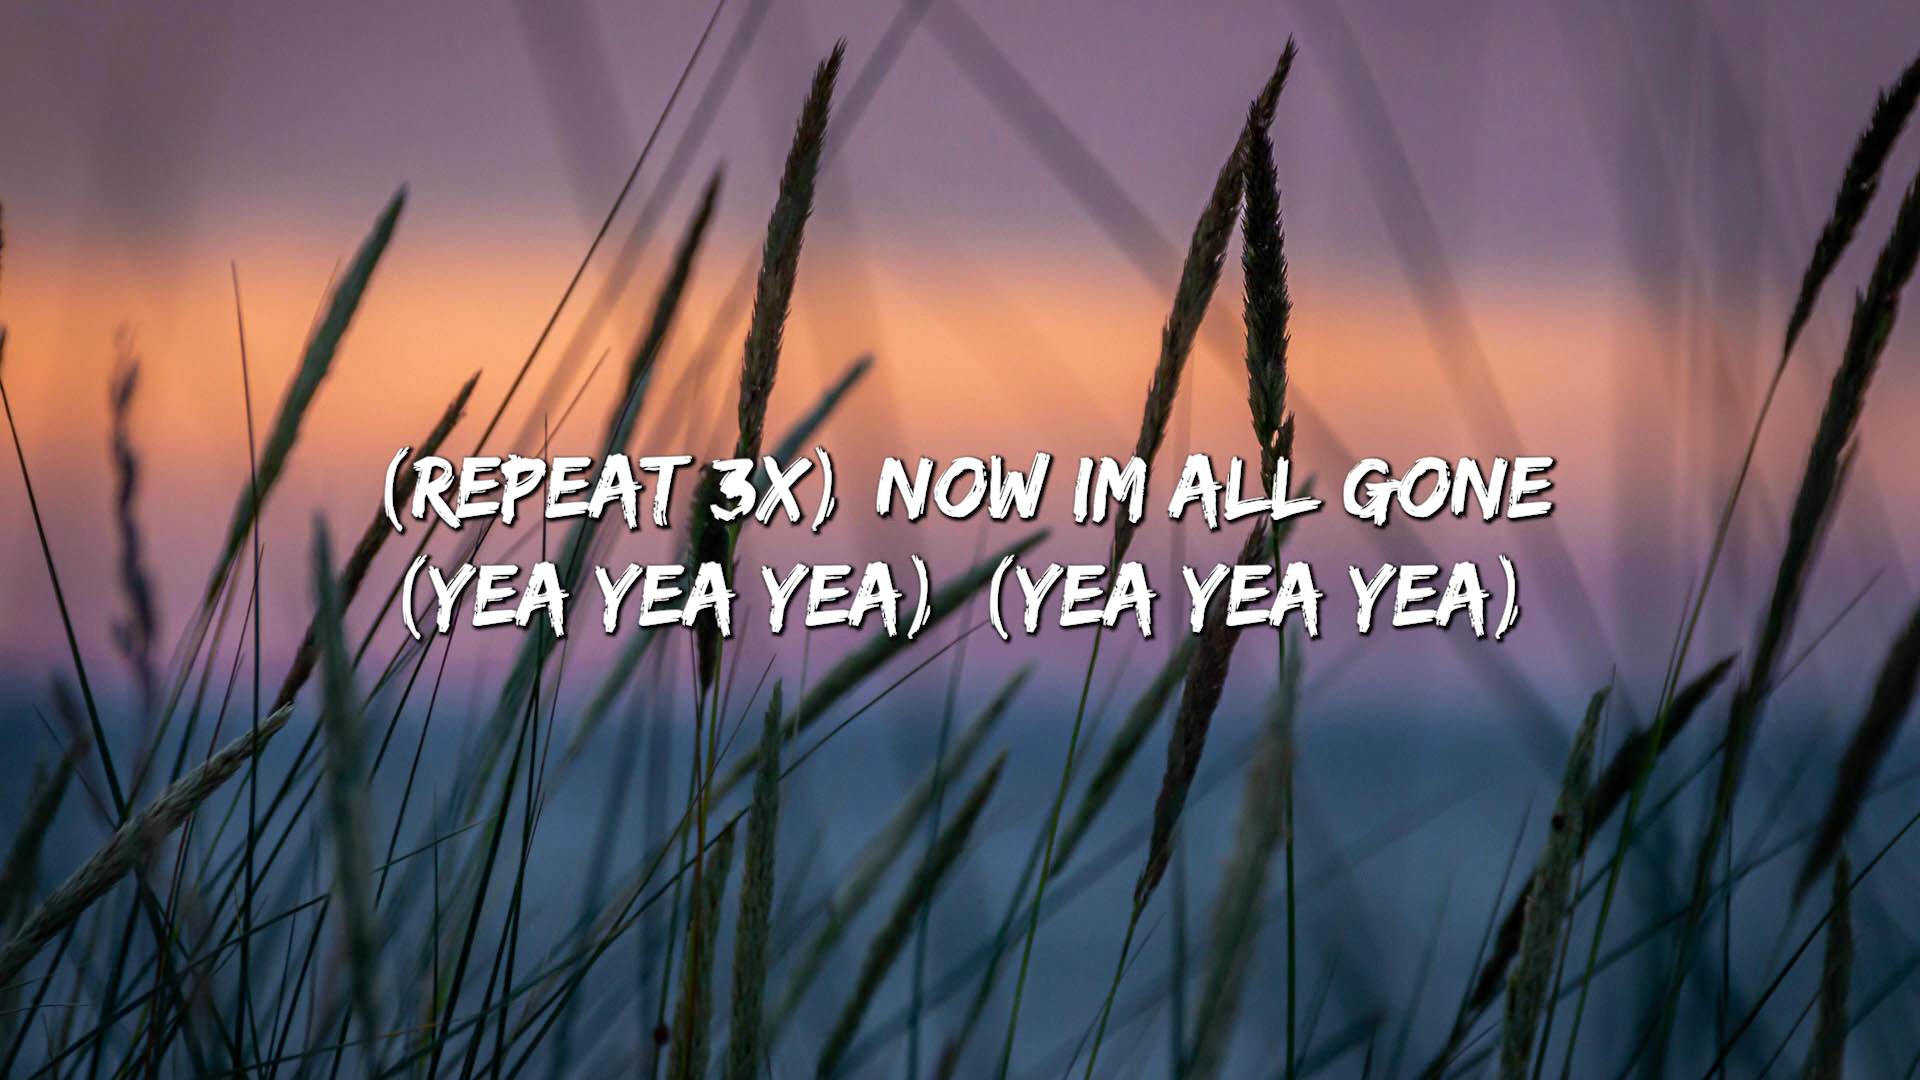 (REPEAT 3X) NOW IM ALL GONE
(YEA YEA YEA) (YEA YEA YEA)